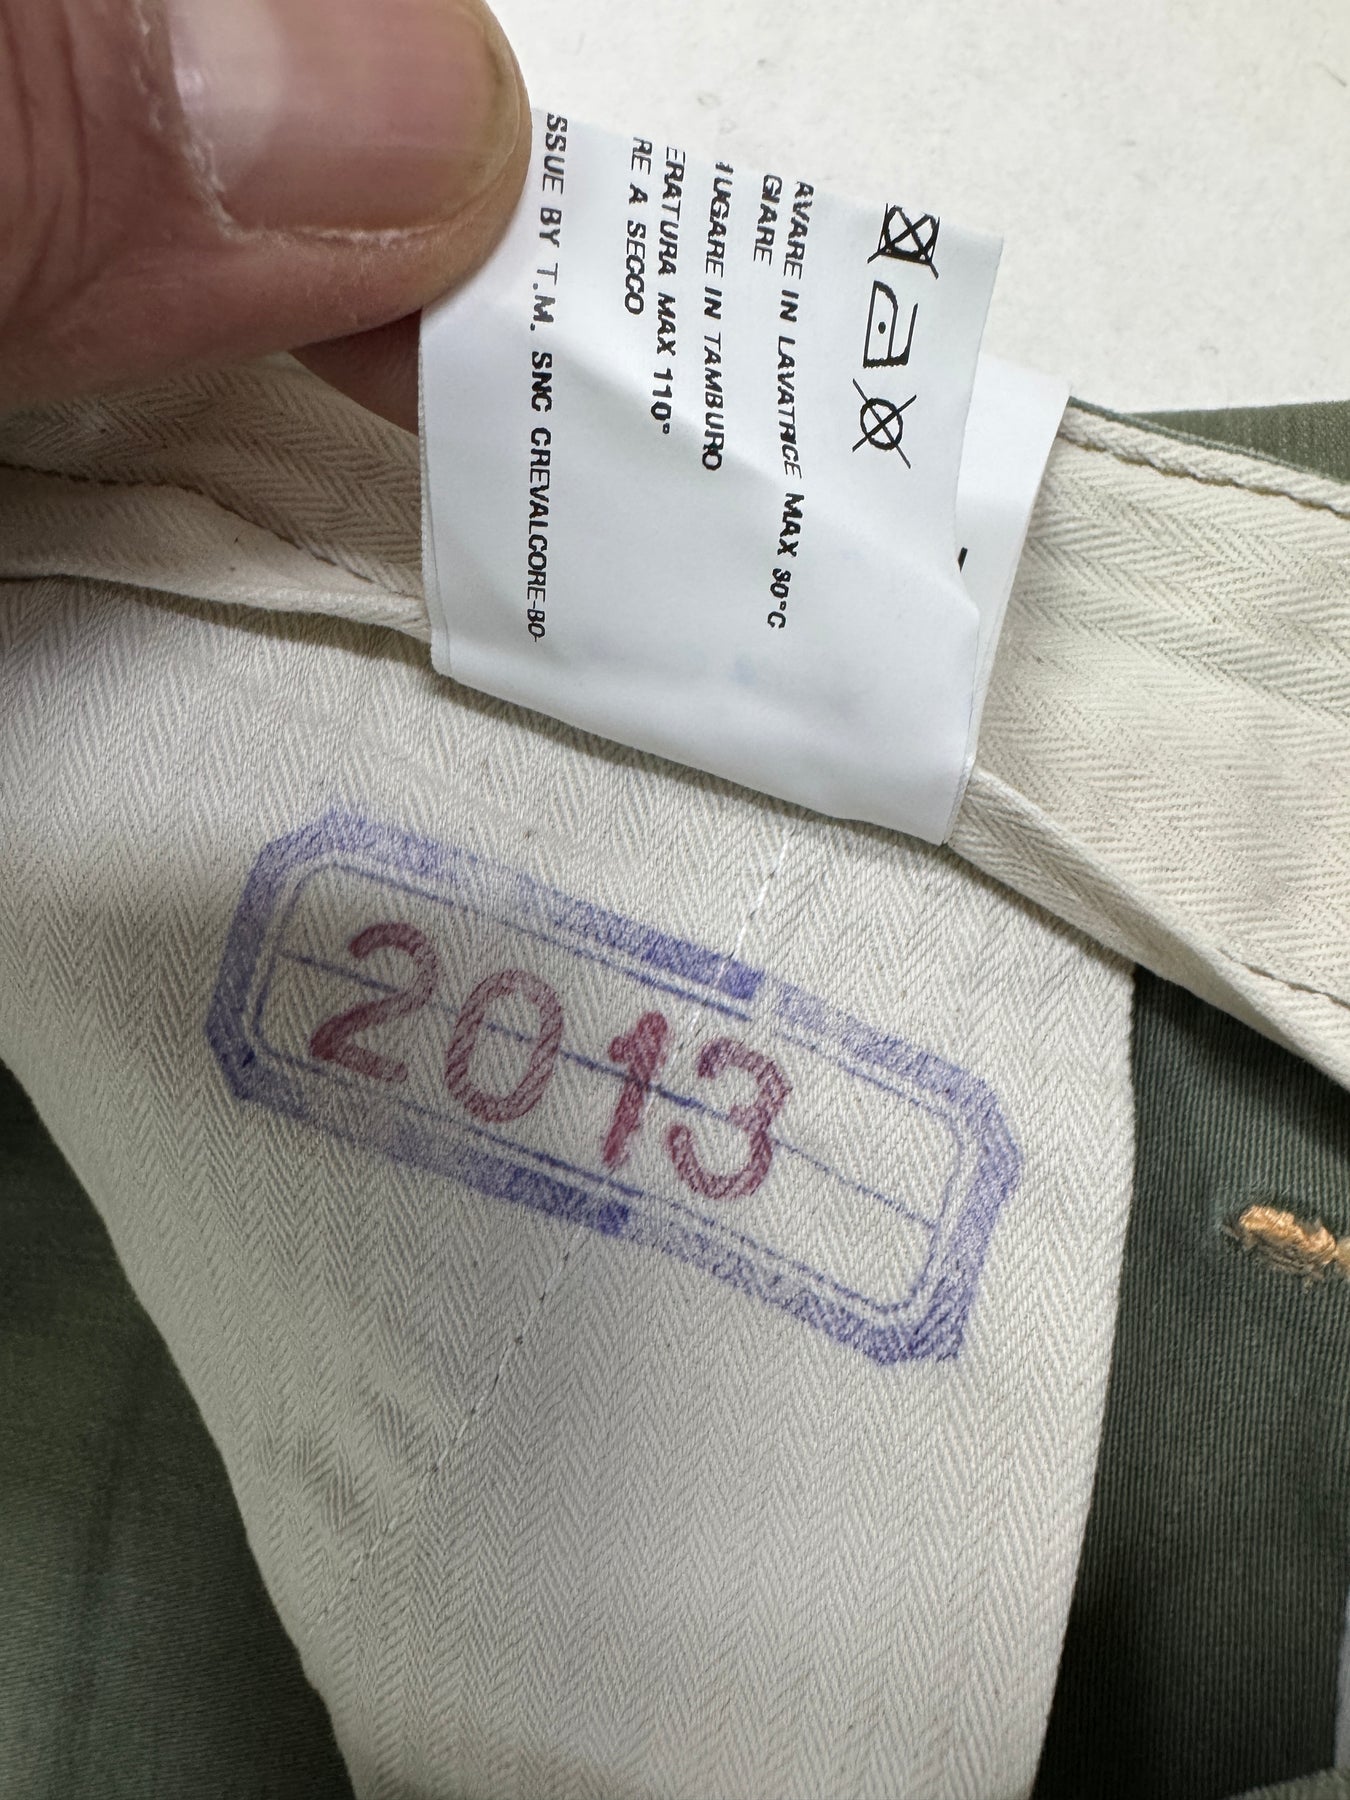 AVARE IN LAVATRICE MAX 30°C
GIARE
IUGARE IN TAMBURO
ERATURA MAX 110°
RE A SECCO
SSUE BY T.M. SNC CREVALCORE-BO-
2013